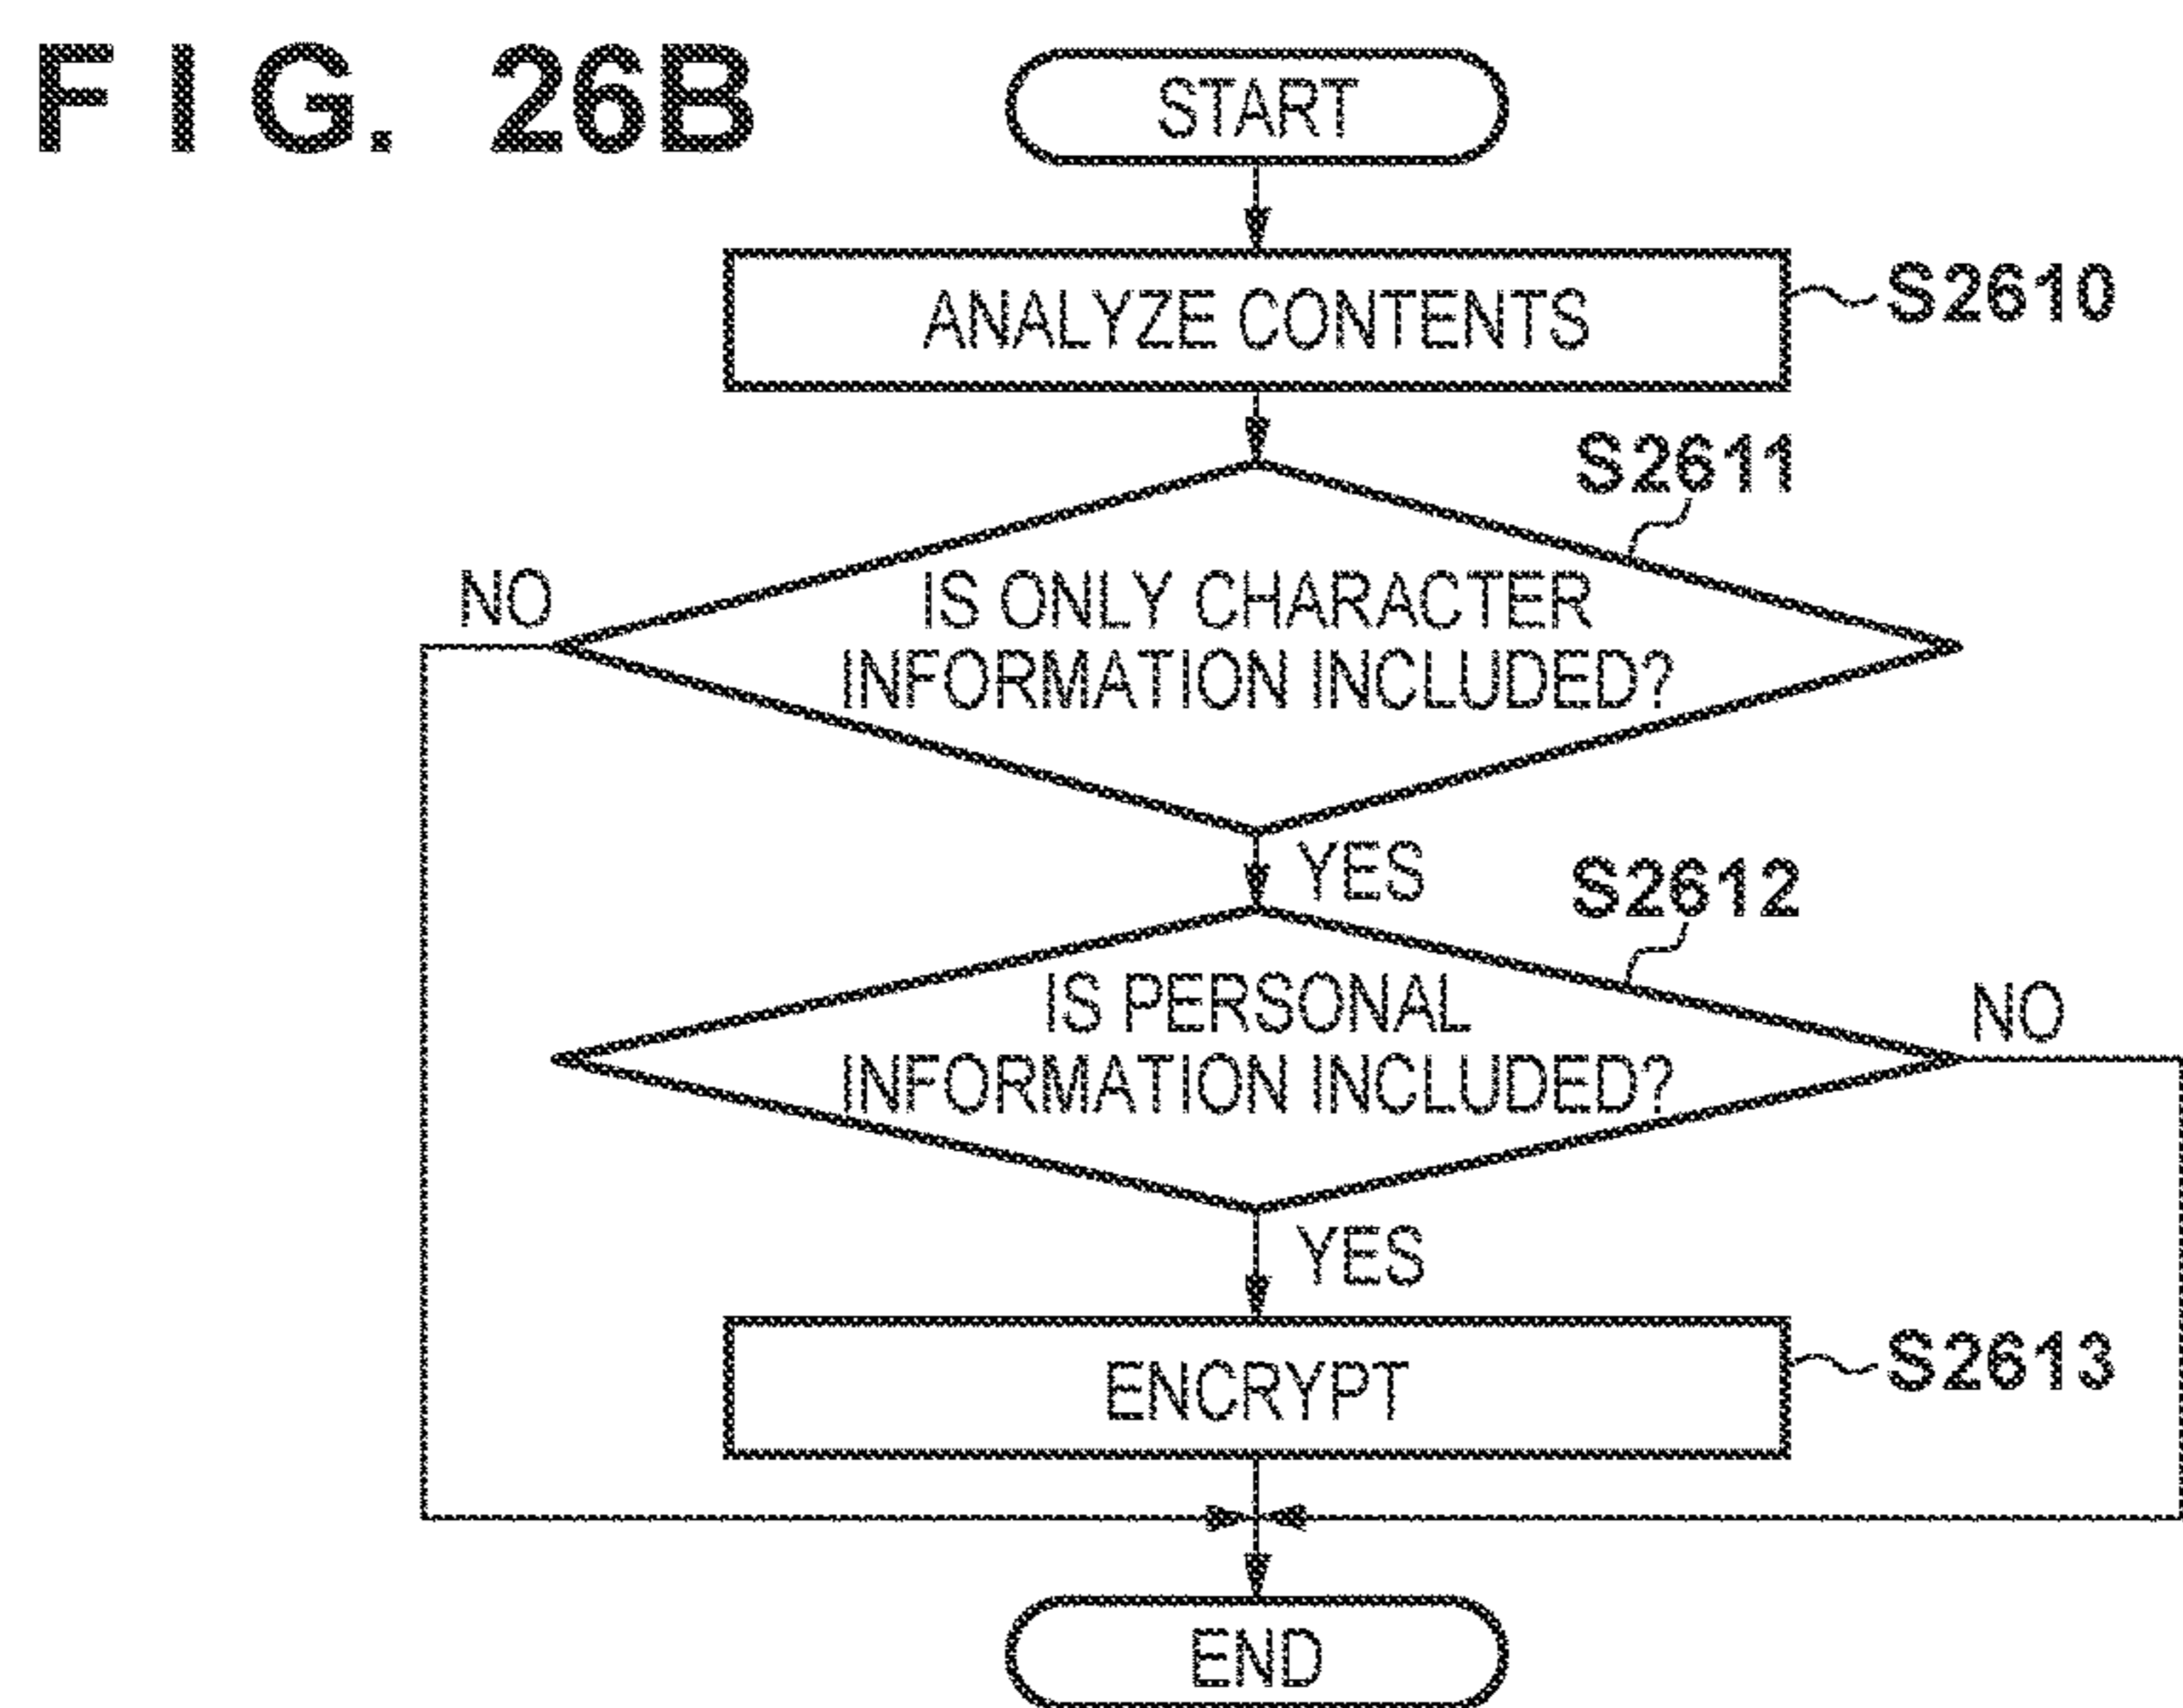 FIG. 26B
START
ANALYZE CONTENTS
S2610
S2611
NO
IS ONLY CHARACTER
INFORMATION INCLUDED?
YES
S2612
IS PERSONAL
INFORMATION INCLUDED?
NO
YES
ENCRYPT
S2613
END